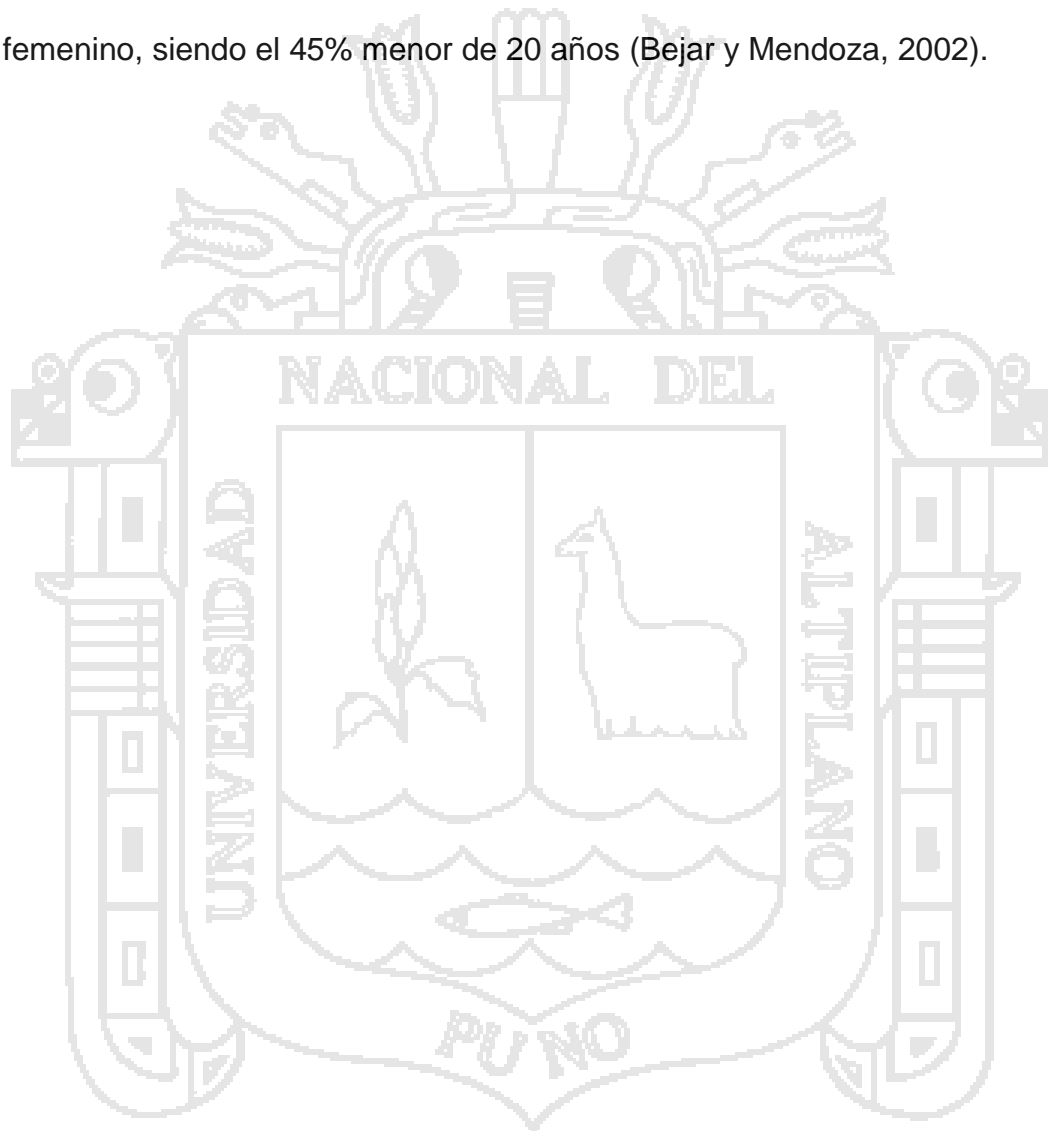 femenino, siendo el 45% menor de 20 años (Bejar y Mendoza, 2002).
NACIONAL DEL
UNIVERSIDAD
ALTIPLANO
PUNO